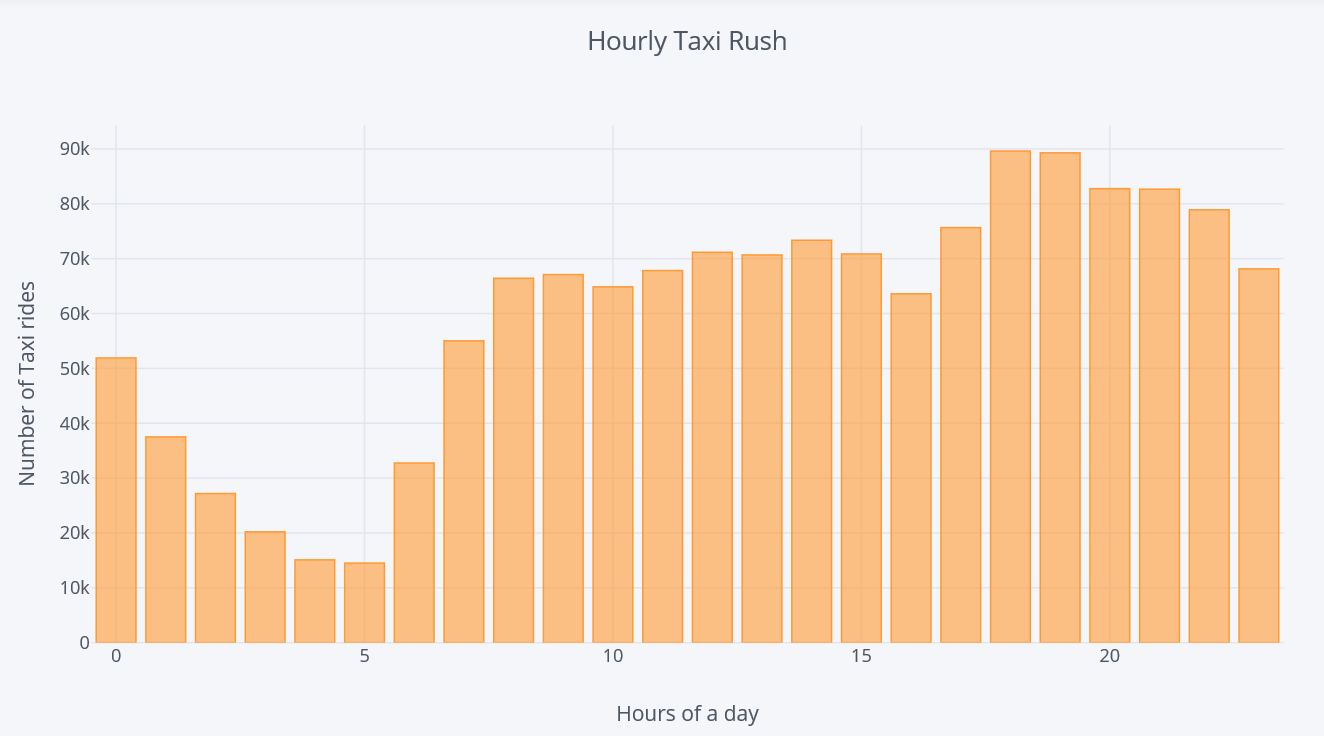 Hourly Taxi Rush
Number of Taxi rides
90k
80k
70k
60k
50k
40k
30k
20k
10k
0
0 5 10 15 20
Hours of a day